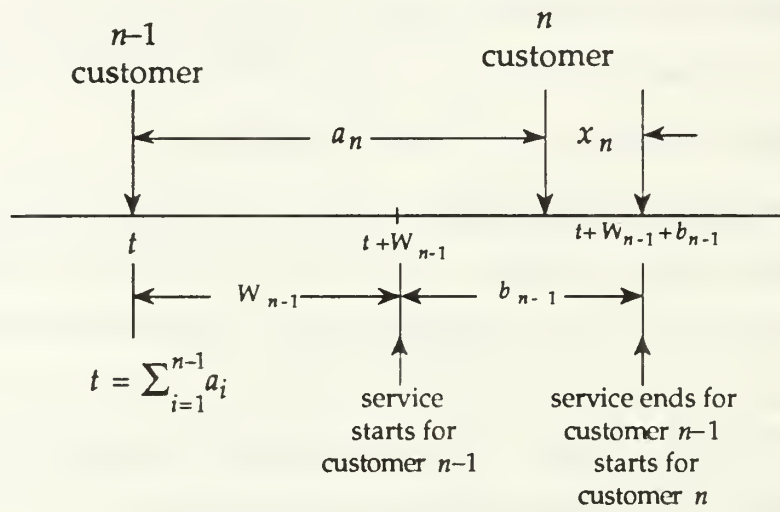 n–1
customer
n
customer
a_n
x_n
t
t+W_{n-1}
t+W_{n-1}+b_{n-1}
W_{n-1}
b_{n-1}
t = ∑_{i=1}^{n-1} a_i
service
starts for
customer n–1
service ends for
customer n–1
starts for
customer n